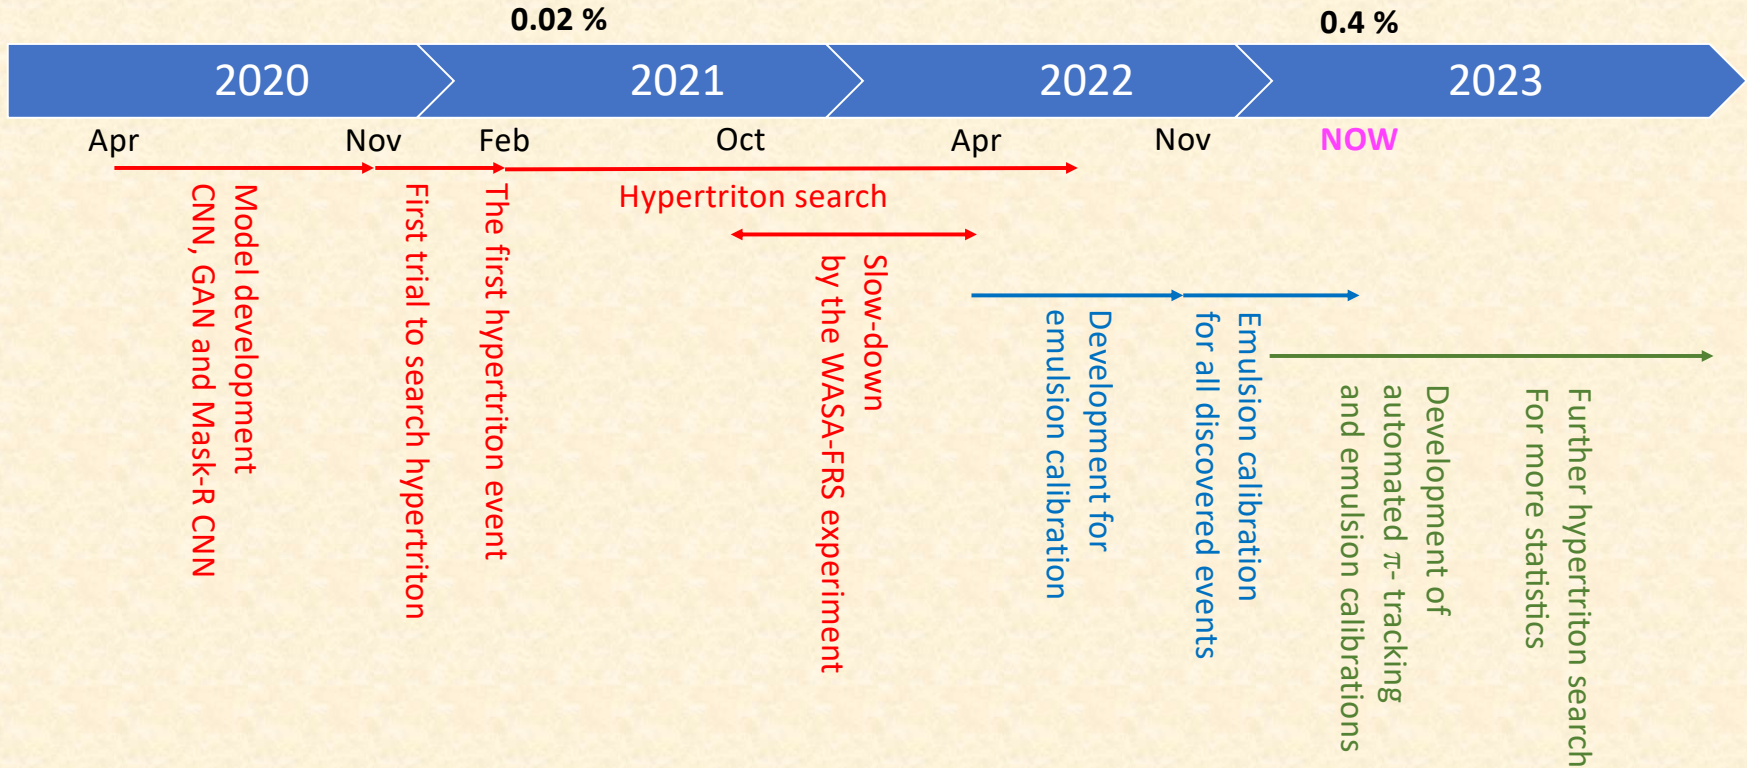 0.02 %
0.4 %
2020
2021
2022
2023
Apr
Nov
Feb
Oct
Apr
Nov
NOW
Model development
CNN, GAN and Mask-R CNN
First trial to search hypertriton
The first hypertriton event
Hypertriton search
Slow-down
by the WASA-FRS experiment
Development for
emulsion calibration
Emulsion calibration
for all discovered events
Development of
automated π- tracking
and emulsion calibrations
Further hypertriton search
For more statistics